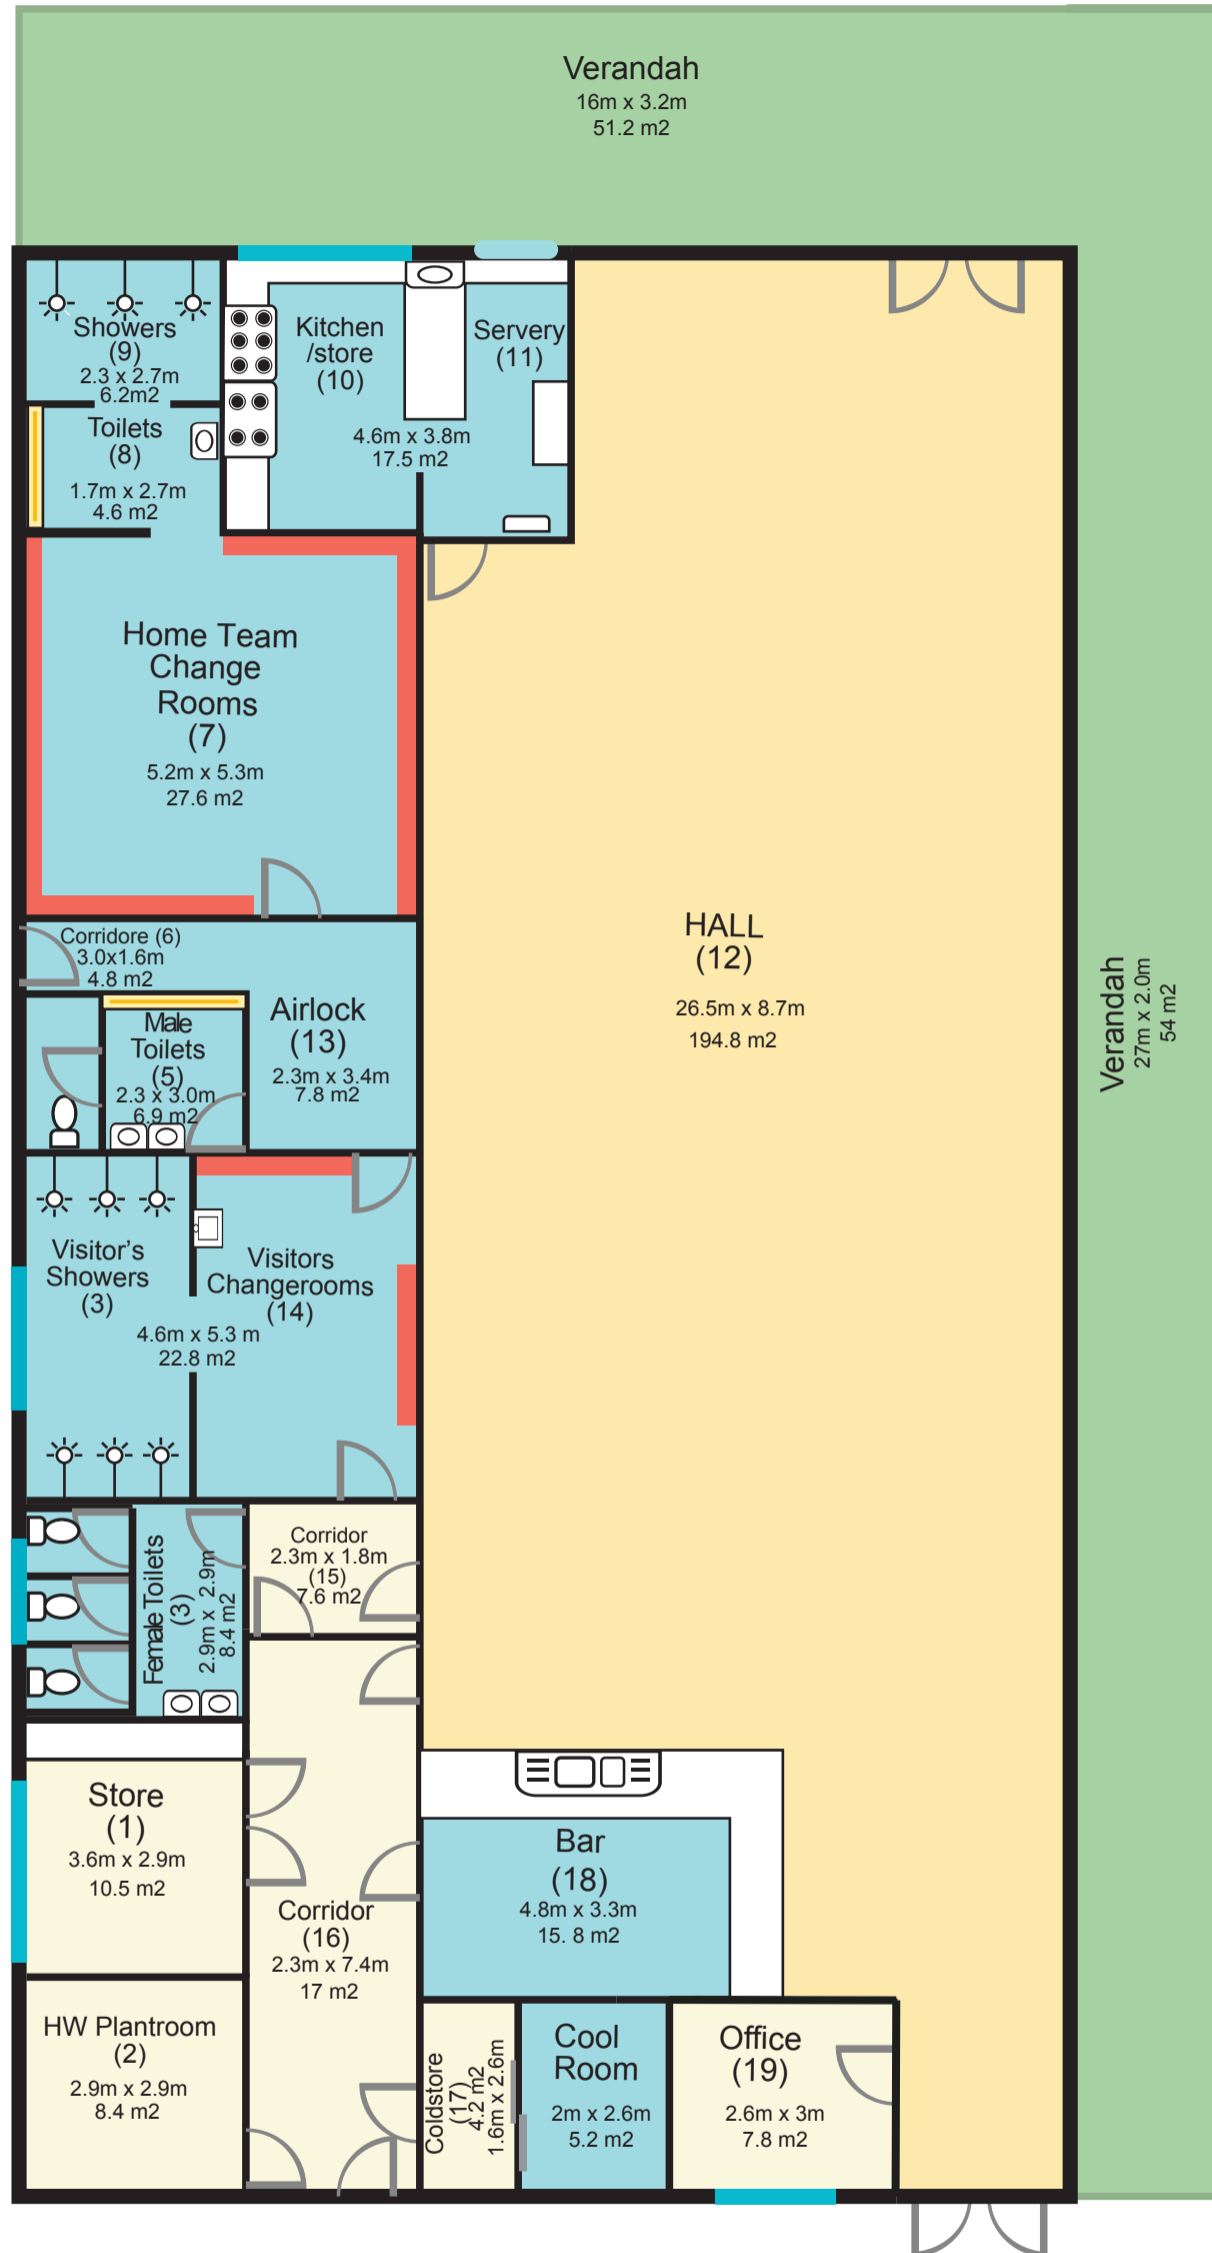 Verandah
16m x 3.2m
51.2 m2
Showers
(9)
2.3 x 2.7m
6.2m2
Kitchen
/store
(10)
Servery
(11)
4.6m x 3.8m
17.5 m2
Toilets
(8)
1.7m x 2.7m
4.6 m2
Home Team
Change
Rooms
(7)
5.2m x 5.3m
27.6 m2
HALL
(12)
26.5m x 8.7m
194.8 m2
Verandah
27m x 2.0m
54 m2
Corridore (6)
3.0x1.6m
4.8 m2
Airlock
(13)
2.3m x 3.4m
7.8 m2
Male
Toilets
(5)
2.3 x 3.0m
6.9 m2
Visitor's
Showers
(3)
Visitors
Changerooms
(14)
4.6m x 5.3 m
22.8 m2
Female Toilets
(3)
2.9m x 2.9m
8.4 m2
Corridor
2.3m x 1.8m
(15)
7.6 m2
Store
(1)
3.6m x 2.9m
10.5 m2
Bar
(18)
4.8m x 3.3m
15. 8 m2
Corridor
(16)
2.3m x 7.4m
17 m2
HW Plantroom
(2)
2.9m x 2.9m
8.4 m2
Coldstore
(17)
4.2 m2
1.6m x 2.6m
Cool
Room
2m x 2.6m
5.2 m2
Office
(19)
2.6m x 3m
7.8 m2